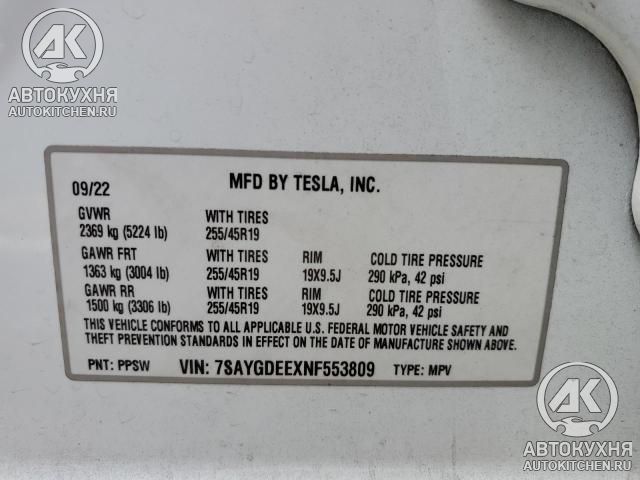 AK
АВТОКУХНЯ
AUTOKITCHEN.RU
09/22
MFD BY TESLA, INC.
GVWR WITH TIRES
2369 kg (5224 lb) 255/45R19
GAWR FRT WITH TIRES RIM COLD TIRE PRESSURE
1363 kg (3004 lb) 255/45R19 19X9.5J 290 kPa, 42 psi
GAWR RR WITH TIRES RIM COLD TIRE PRESSURE
1500 kg (3306 lb) 255/45R19 19X9.5J 290 kPa, 42 psi
THIS VEHICLE CONFORMS TO ALL APPLICABLE U.S. FEDERAL MOTOR VEHICLE SAFETY AND
THEFT PREVENTION STANDARDS IN EFFECT ON DATE OF MANUFACTURE SHOWN ABOVE.
PNT: PPSW VIN: 7SAYGDEEXNF553809 TYPE: MPV
AK
АВТОКУХНЯ
AUTOKITCHEN.RU